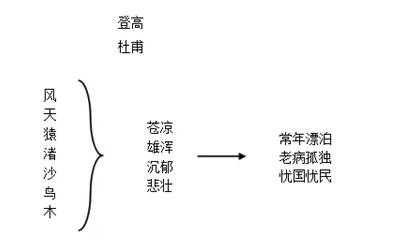 登高
杜甫
风
天
猿
渚
沙
鸟
木
苍凉
雄浑
沉郁
悲壮
常年漂泊
老病孤独
忧国忧民